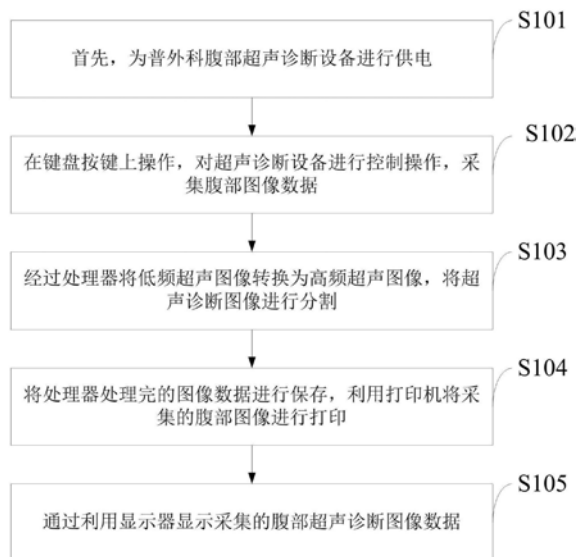 S101
首先，为普外科腹部超声诊断设备进行供电
S102
在键盘按键上操作，对超声诊断设备进行控制操作，采
集腹部图像数据
S103
经过处理器将低频超声图像转换为高频超声图像，将超
声诊断图像进行分割
S104
将处理器处理完的图像数据进行保存，利用打印机将采
集的腹部图像进行打印
S105
通过利用显示器显示采集的腹部超声诊断图像数据